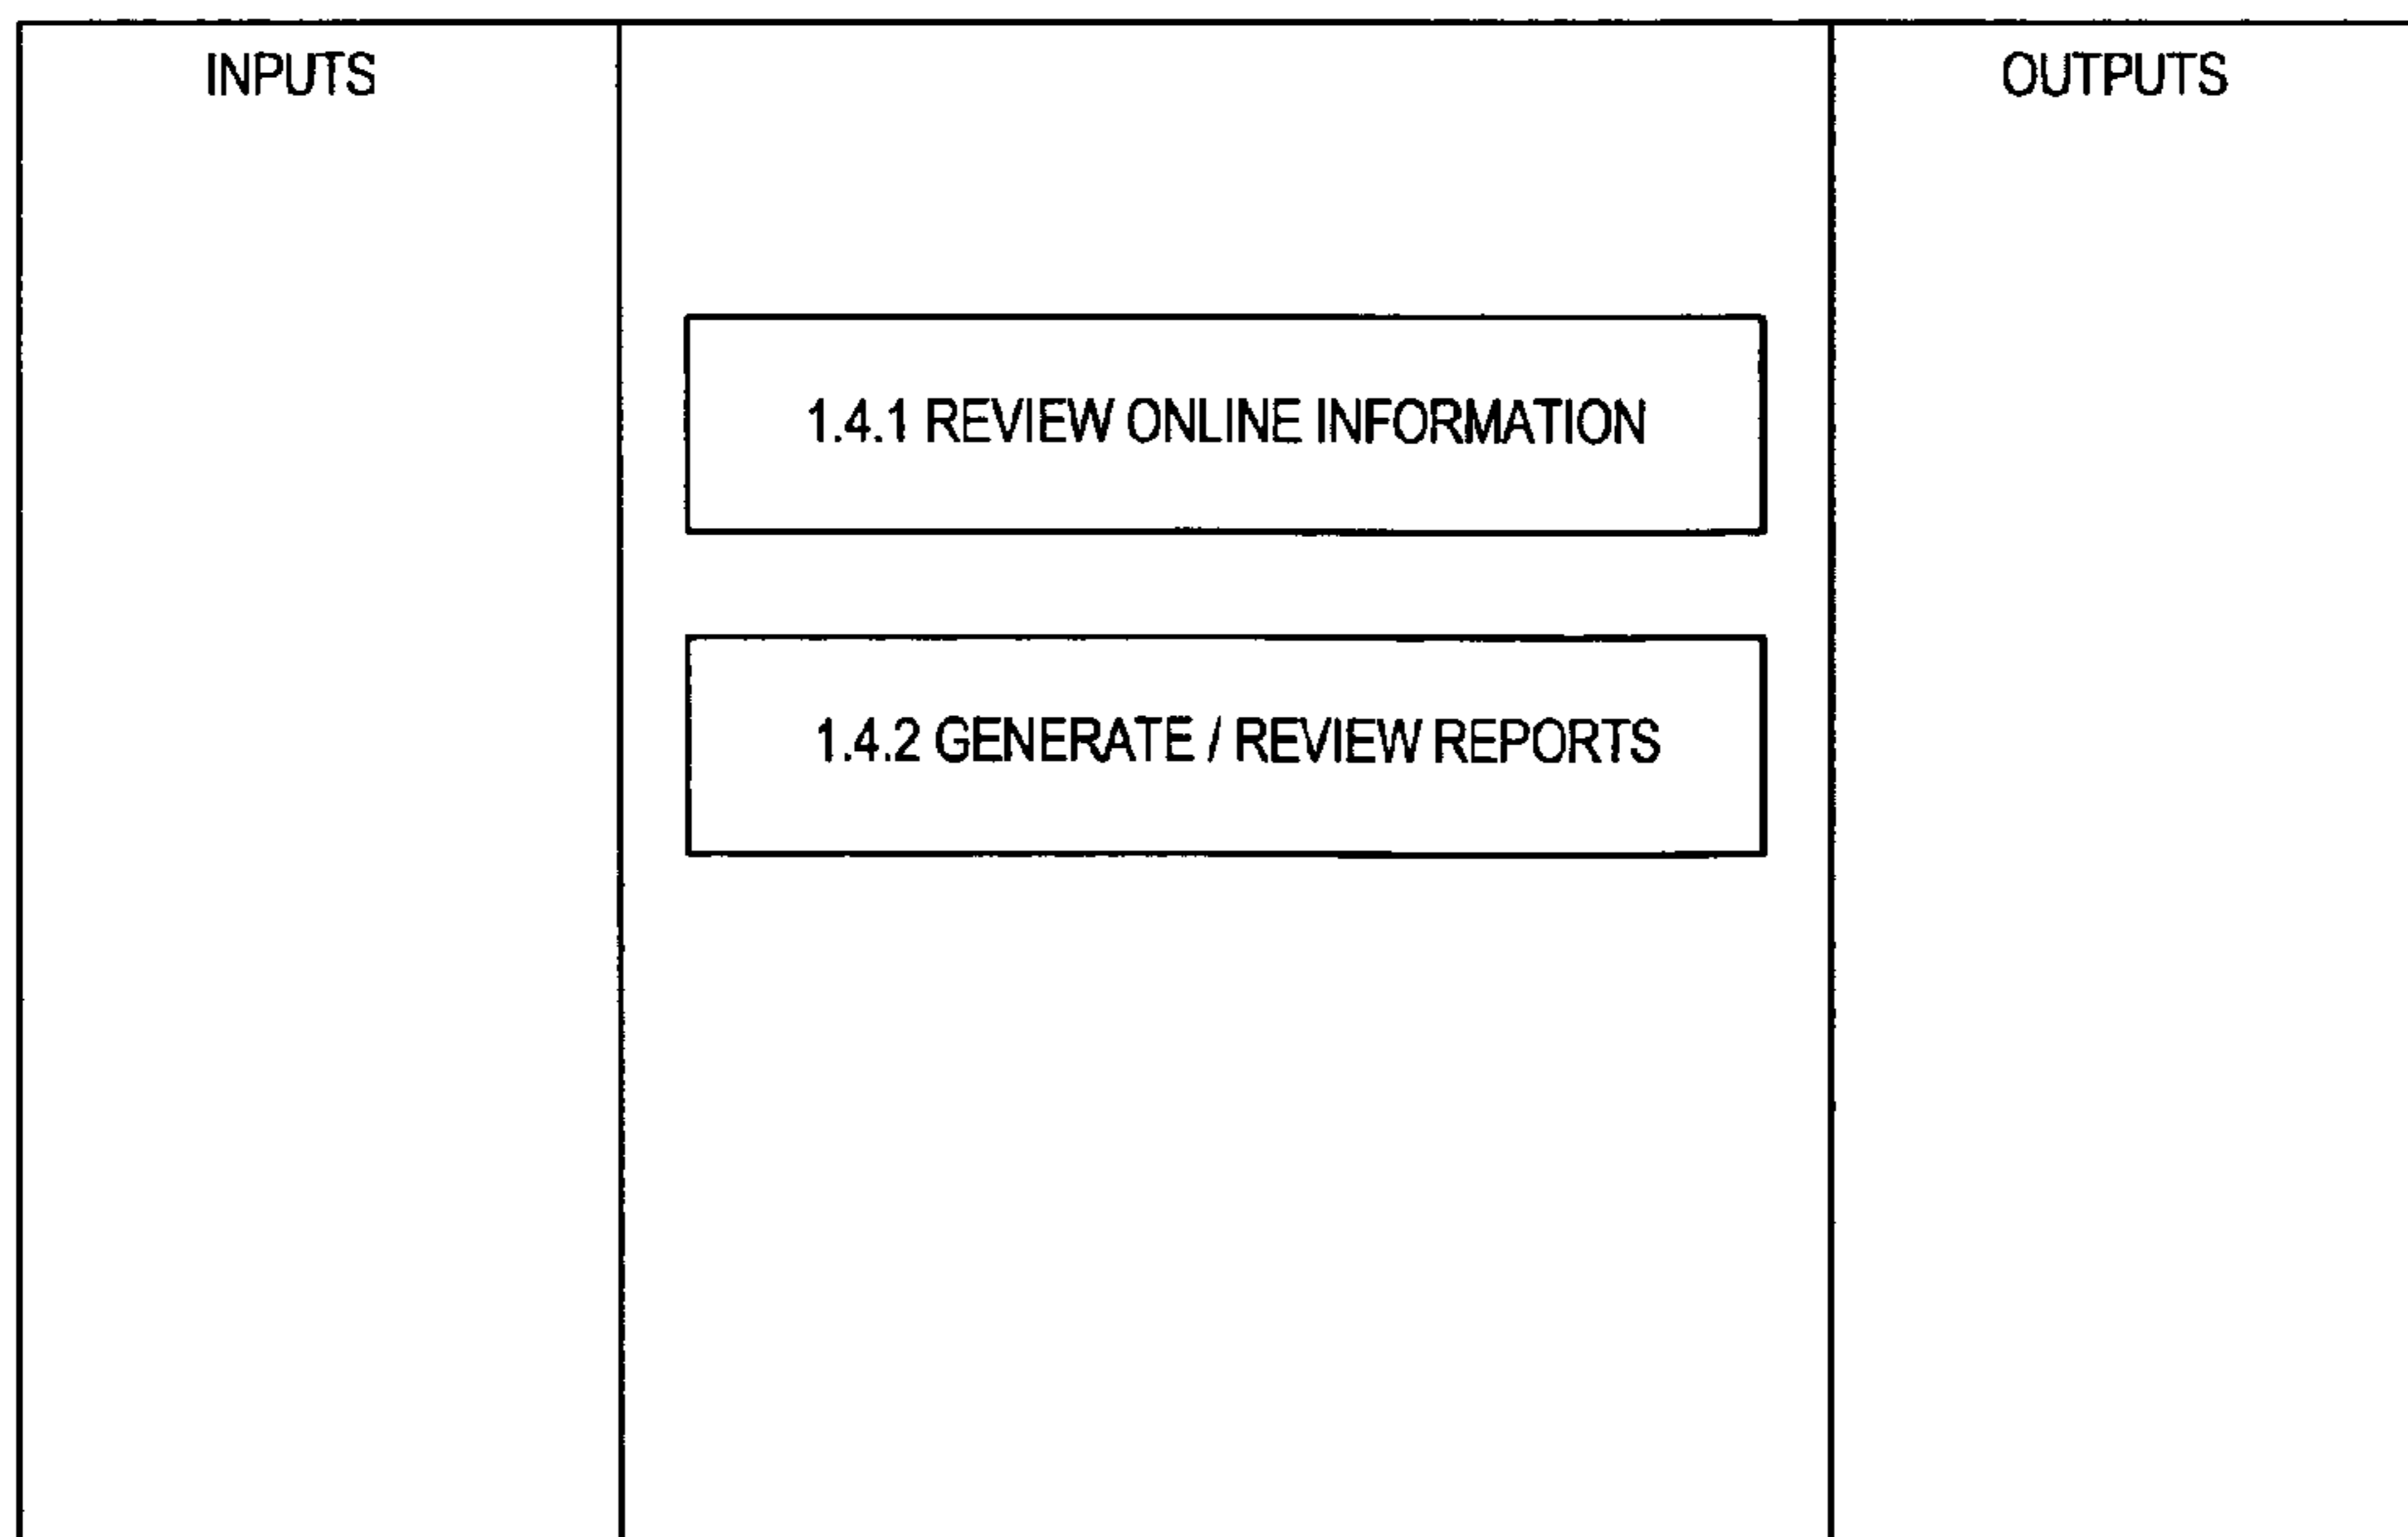 INPUTS
OUTPUTS
1.4.1 REVIEW ONLINE INFORMATION
1.4.2 GENERATE / REVIEW REPORTS